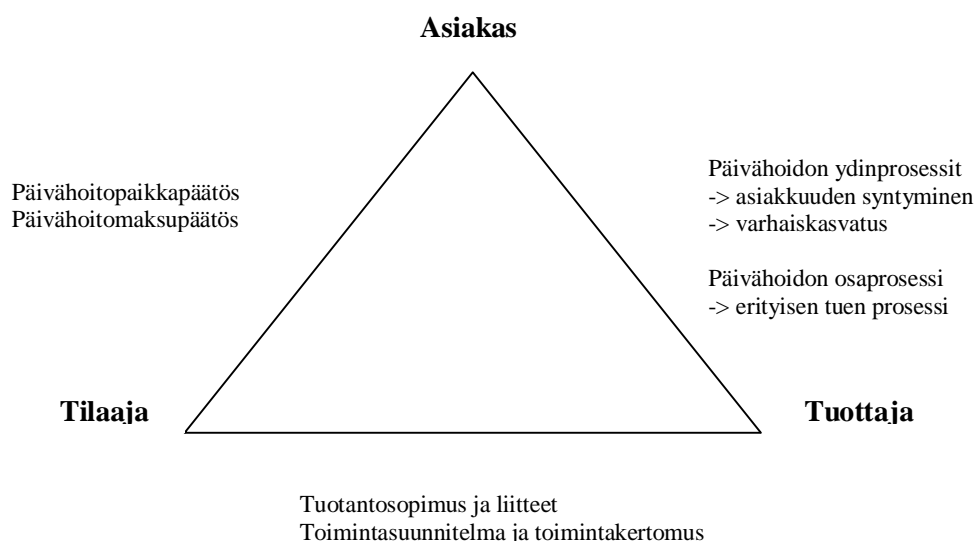 Asiakas
Päivähoitopaikkapäätös
Päivähoitomaksupäätös
Päivähoidon ydinprosessit
-> asiakkuuden syntyminen
-> varhaiskasvatus
Päivähoidon osaprosessi
-> erityisen tuen prosessi
Tilaaja
Tuottaja
Tuotantosopimus ja liitteet
Toimintasuunnitelma ja toimintakertomus